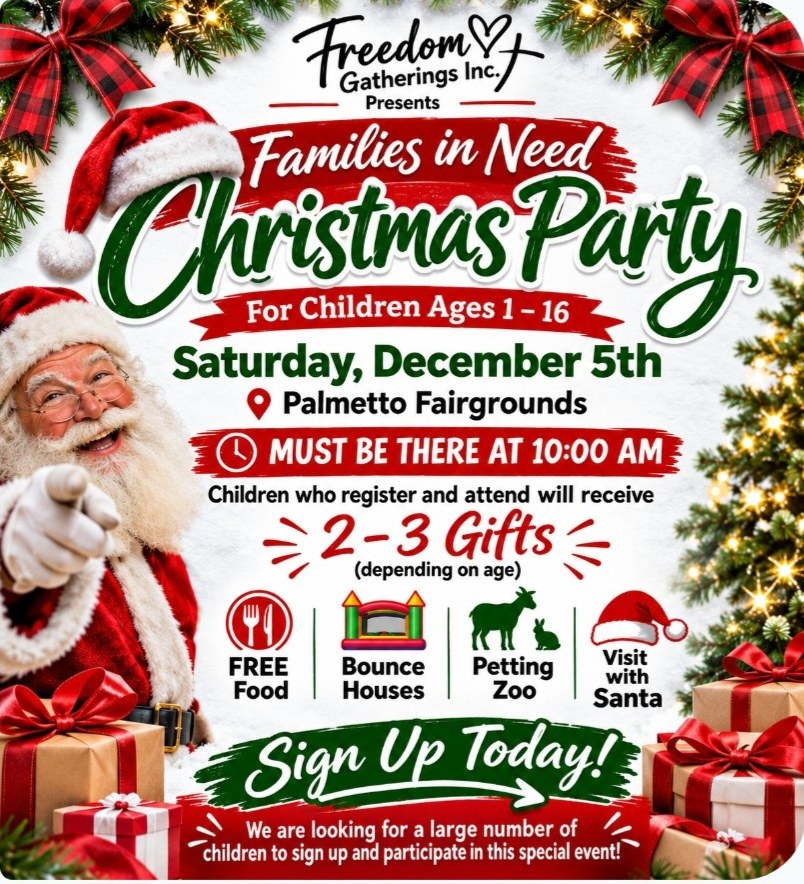 Freedom
Gatherings Inc.
Presents
Families in Need
Christmas Party
For Children Ages 1 – 16
Saturday, December 5th
Palmetto Fairgrounds
MUST BE THERE AT 10:00 AM
Children who register and attend will receive
2 – 3 Gifts
(depending on age)
FREE
Food
Bounce
Houses
Petting
Zoo
Visit
with
Santa
Sign Up Today!
We are looking for a large number of
children to sign up and participate in this special event!